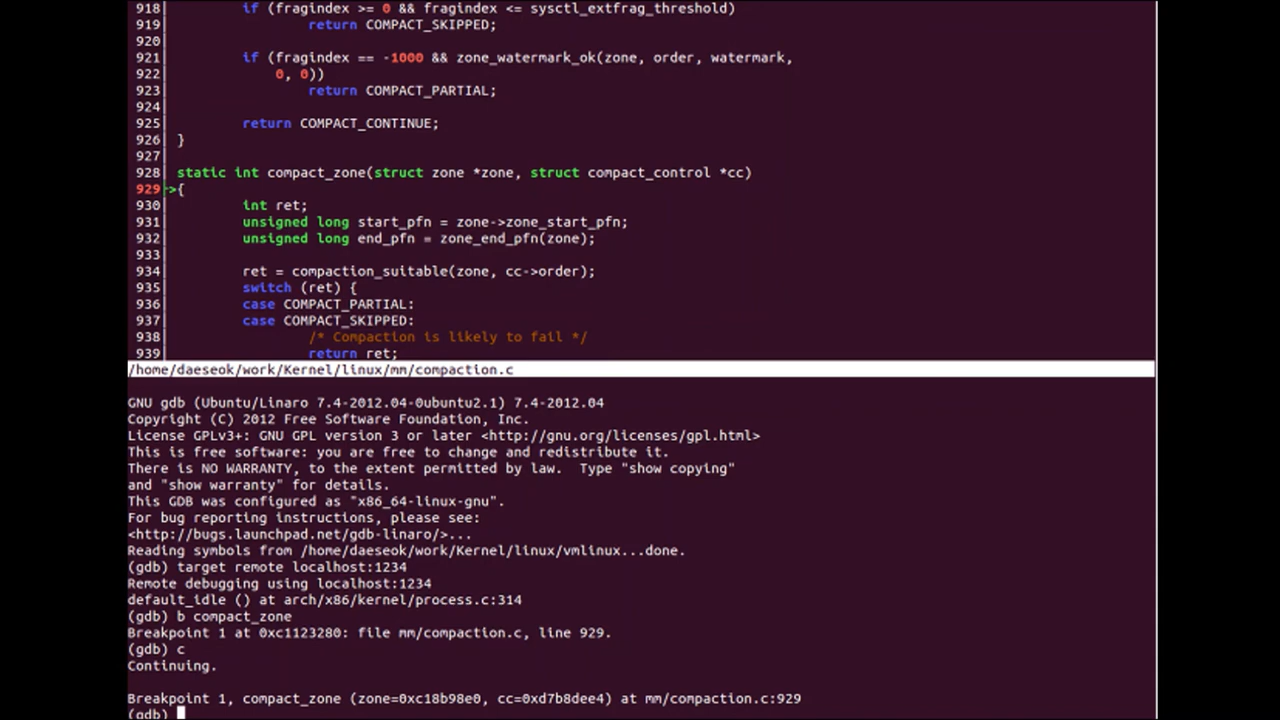 918         if (fragindex >= 0 && fragindex <= sysctl_extfrag_threshold)
919                 return COMPACT_SKIPPED;
920
921         if (fragindex == -1000 && zone_watermark_ok(zone, order, watermark,
922             0, 0))
923                 return COMPACT_PARTIAL;
924
925         return COMPACT_CONTINUE;
926 }
927
928 static int compact_zone(struct zone *zone, struct compact_control *cc)
929>{
930         int ret;
931         unsigned long start_pfn = zone->zone_start_pfn;
932         unsigned long end_pfn = zone_end_pfn(zone);
933
934         ret = compaction_suitable(zone, cc->order);
935         switch (ret) {
936         case COMPACT_PARTIAL:
937         case COMPACT_SKIPPED:
938                 /* Compaction is likely to fail */
939                 return ret;
/home/daeseok/work/Kernel/linux/mm/compaction.c
GNU gdb (Ubuntu/Linaro 7.4-2012.04-0ubuntu2.1) 7.4-2012.04
Copyright (C) 2012 Free Software Foundation, Inc.
License GPLv3+: GNU GPL version 3 or later <http://gnu.org/licenses/gpl.html>
This is free software: you are free to change and redistribute it.
There is NO WARRANTY, to the extent permitted by law.  Type "show copying"
and "show warranty" for details.
This GDB was configured as "x86_64-linux-gnu".
For bug reporting instructions, please see:
<http://bugs.launchpad.net/gdb-linaro/>...
Reading symbols from /home/daeseok/work/Kernel/linux/vmlinux...done.
(gdb) target remote localhost:1234
Remote debugging using localhost:1234
default_idle () at arch/x86/kernel/process.c:314
(gdb) b compact_zone
Breakpoint 1 at 0xc1123280: file mm/compaction.c, line 929.
(gdb) c
Continuing.
Breakpoint 1, compact_zone (zone=0xc18b98e0, cc=0xd7b8dee4) at mm/compaction.c:929
(gdb)